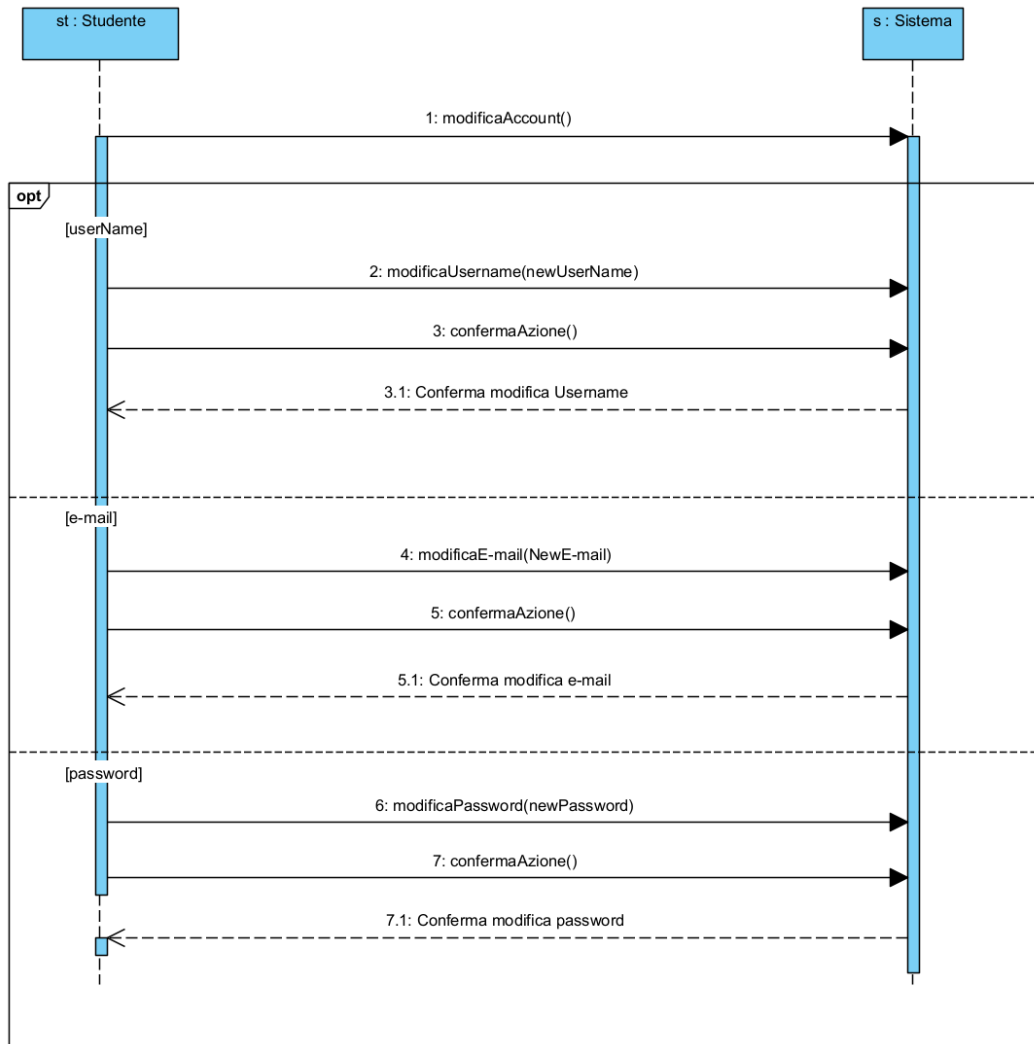 st : Studente
s : Sistema
1: modificaAccount()
opt
[userName]
2: modificaUsername(newUserName)
3: confermaAzione()
3.1: Conferma modifica Username
[e-mail]
4: modificaE-mail(NewE-mail)
5: confermaAzione()
5.1: Conferma modifica e-mail
[password]
6: modificaPassword(newPassword)
7: confermaAzione()
7.1: Conferma modifica password